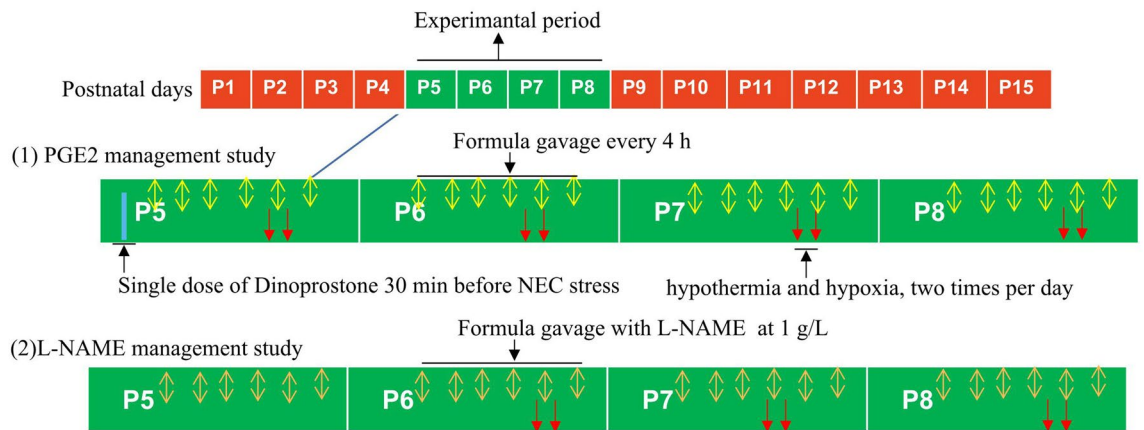 Experimantal period
Postnatal days P1 P2 P3 P4 P5 P6 P7 P8 P9 P10 P11 P12 P13 P14 P15
(1) PGE2 management study
Formula gavage every 4 h
P5 P6 P7 P8
Single dose of Dinoprostone 30 min before NEC stress
hypothermia and hypoxia, two times per day
Formula gavage with L-NAME at 1 g/L
(2)L-NAME management study
P5 P6 P7 P8